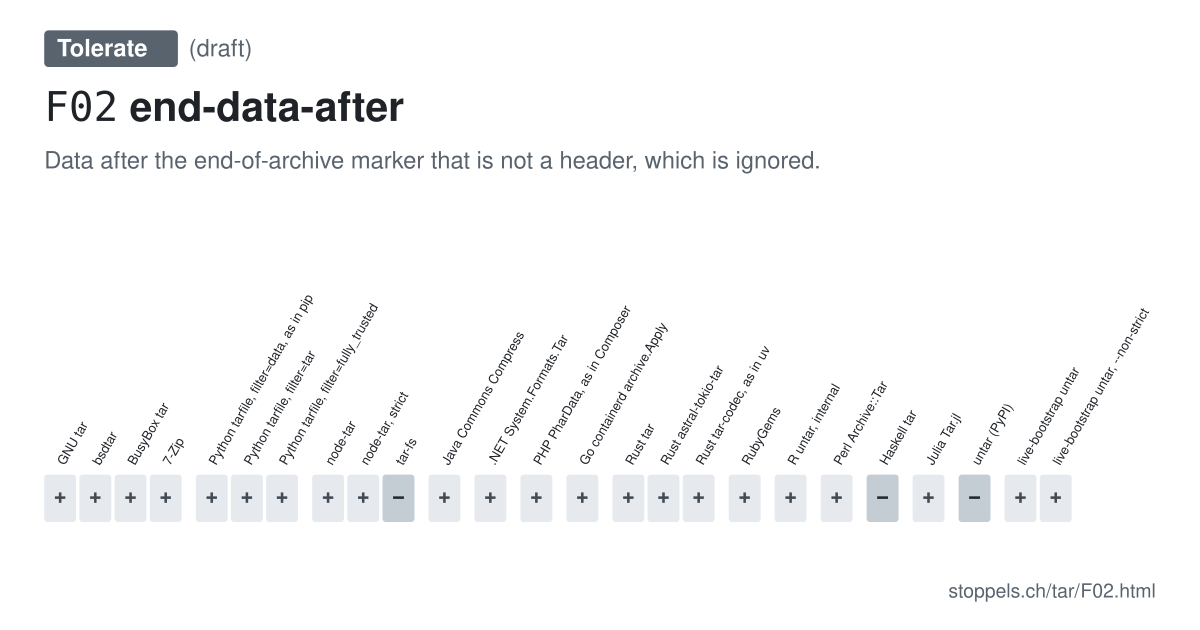 Tolerate (draft)
F02 end-data-after
Data after the end-of-archive marker that is not a header, which is ignored.
GNU tar
bsdtar
BusyBox tar
7-Zip
Python tarfile, filter=data, as in pip
Python tarfile, filter=tar
Python tarfile, filter=fully_trusted
node-tar
node-tar, strict
tar-fs
Java Commons Compress
.NET System.Formats.Tar
PHP PharData, as in Composer
Go containerd archive.Apply
Rust tar
Rust astral-tokio-tar
Rust tar-codec, as in uv
RubyGems
R untar, internal
Perl Archive::Tar
Haskell tar
Julia Tar.jl
untar (PyPI)
live-bootstrap untar
live-bootstrap untar, --non-strict
+ + + + + + + + + − + + + + + + + + + + − + − + +
stoppels.ch/tar/F02.html